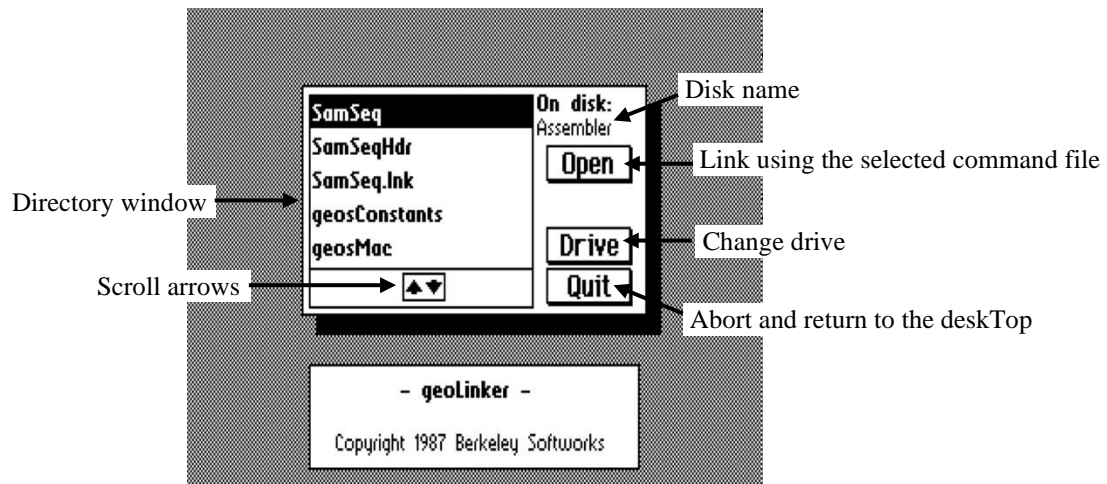 SamSeq
SamSeqHdr
SamSeq.lnk
geosConstants
geosMac
On disk:
Assembler
Open
Drive
Quit
Disk name
Link using the selected command file
Directory window
Change drive
Scroll arrows
Abort and return to the deskTop
- geoLinker -
Copyright 1987 Berkeley Softworks